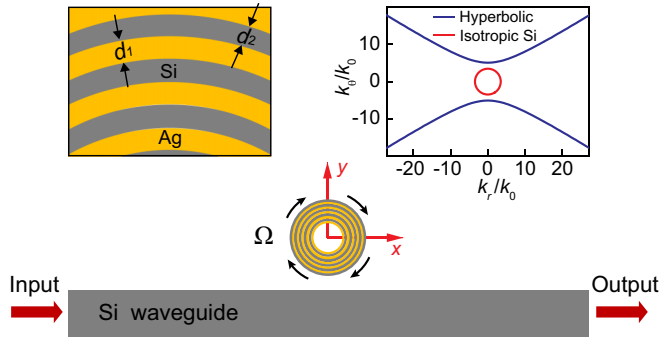 d1
d2
Si
Ag
Hyperbolic
Isotropic Si
kθ/k0
10
0
-10
-20
-10
0
10
20
kr/k0
y
Ω
x
Input
Output
Si waveguide